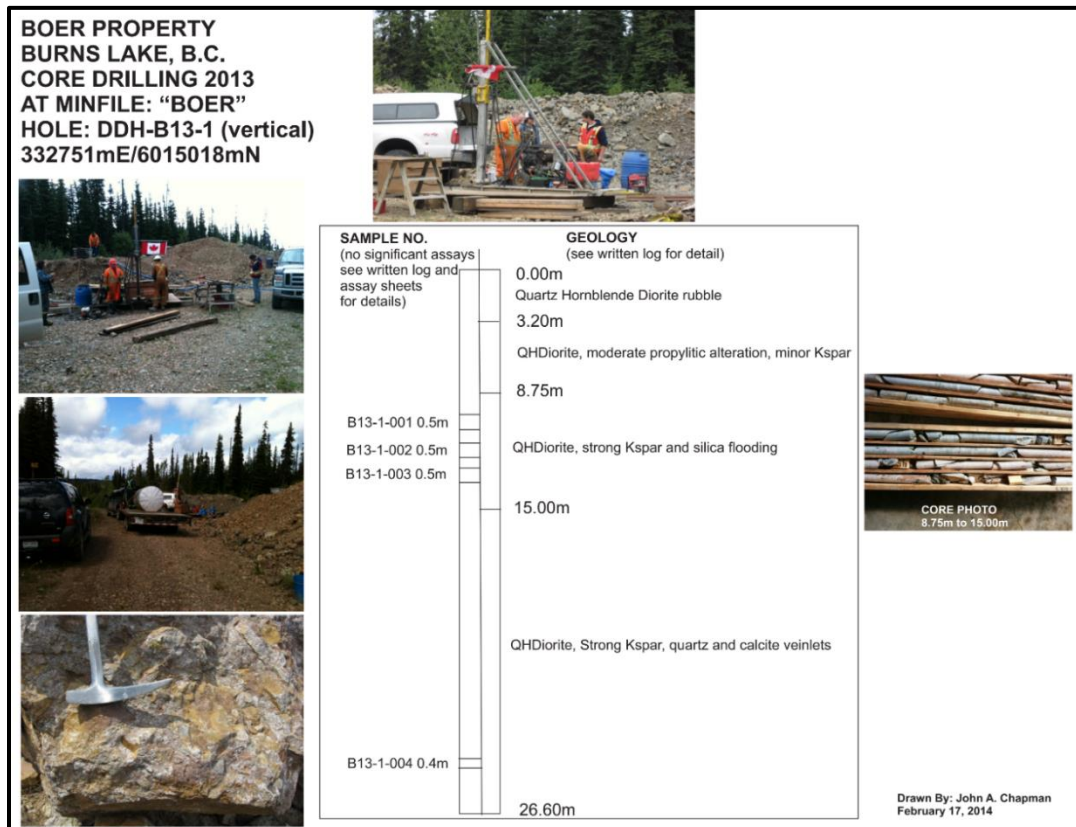 BOER PROPERTY
BURNS LAKE, B.C.
CORE DRILLING 2013
AT MINFILE: “BOER”
HOLE: DDH-B13-1 (vertical)
332751mE/6015018mN
SAMPLE NO.
(no significant assays
see written log and
assay sheets
for details)
GEOLOGY
(see written log for detail)
0.00m
Quartz Hornblende Diorite rubble
3.20m
QHDiorite, moderate propylitic alteration, minor Kspar
8.75m
B13-1-001 0.5m
B13-1-002 0.5m
QHDiorite, strong Kspar and silica flooding
B13-1-003 0.5m
15.00m
QHDiorite, Strong Kspar, quartz and calcite veinlets
B13-1-004 0.4m
26.60m
CORE PHOTO
8.75m to 15.00m
Drawn By: John A. Chapman
February 17, 2014